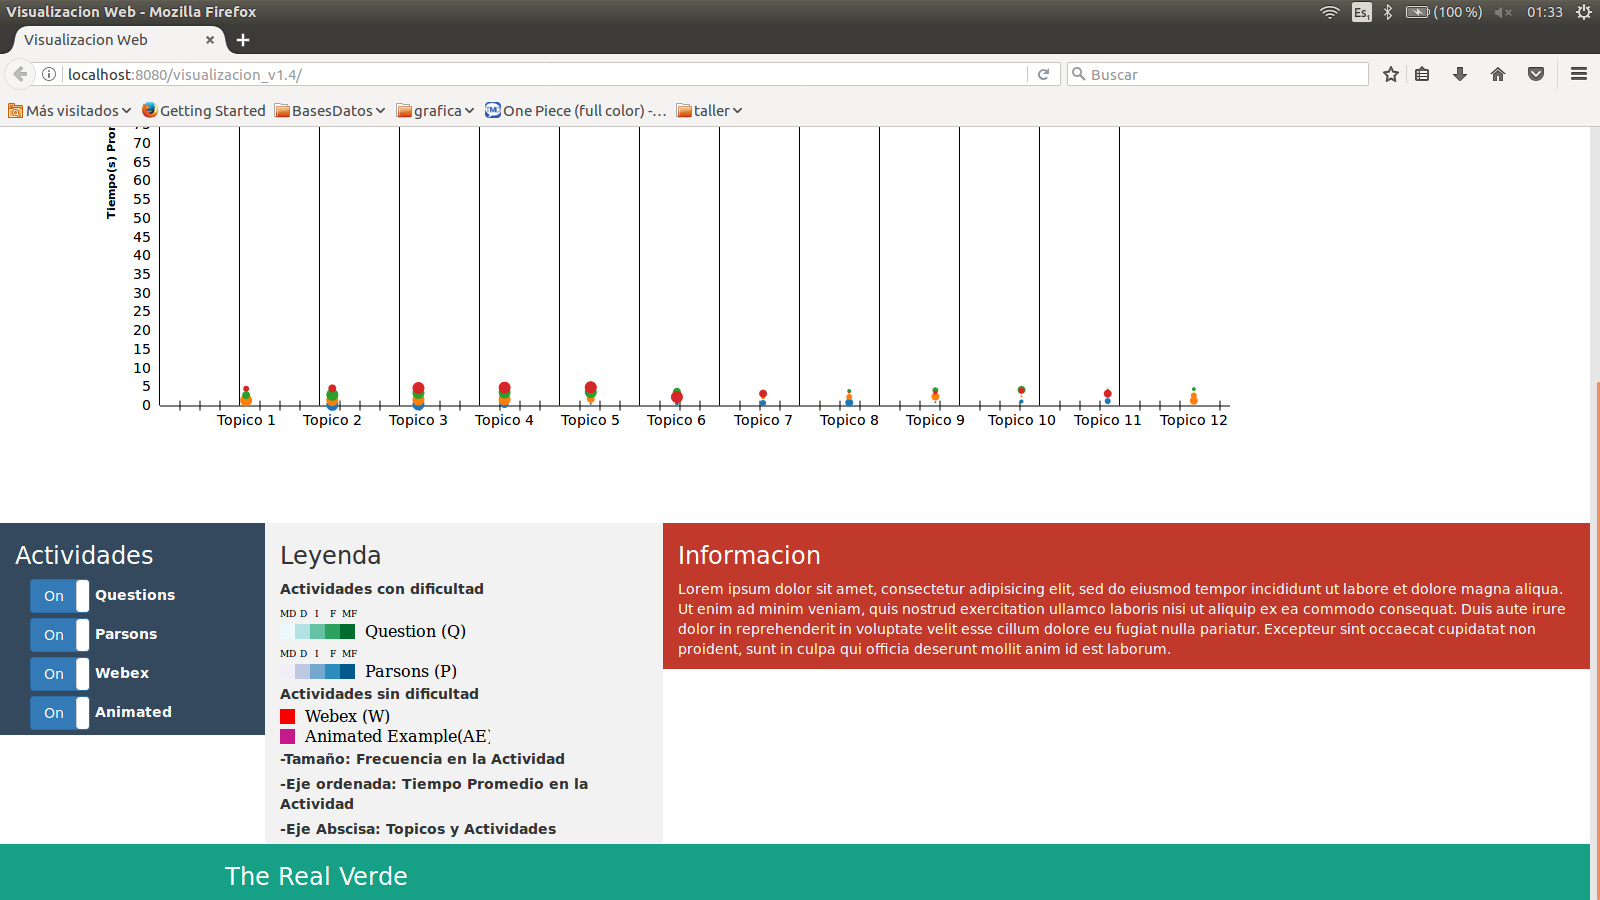 Visualizacion Web - Mozilla Firefox
Es₁ (100 %) 01:33
Visualizacion Web × +
localhost:8080/visualizacion_v1.4/
Buscar
Más visitados Getting Started BasesDatos grafica One Piece (full color) -... taller
Tiempo(s)
70
65
60
55
50
45
40
35
30
25
20
15
10
5
0
Topico 1 Topico 2 Topico 3 Topico 4 Topico 5 Topico 6 Topico 7 Topico 8 Topico 9 Topico 10 Topico 11 Topico 12
Actividades
On Questions
On Parsons
On Webex
On Animated
Leyenda
Actividades con dificultad
MD D I F MF
Question (Q)
MD D I F MF
Parsons (P)
Actividades sin dificultad
Webex (W)
Animated Example(AE)
-Tamaño: Frecuencia en la Actividad
-Eje ordenada: Tiempo Promedio en la
Actividad
-Eje Abscisa: Topicos y Actividades
Informacion
Lorem ipsum dolor sit amet, consectetur adipisicing elit, sed do eiusmod tempor incididunt ut labore et dolore magna aliqua.
Ut enim ad minim veniam, quis nostrud exercitation ullamco laboris nisi ut aliquip ex ea commodo consequat. Duis aute irure
dolor in reprehenderit in voluptate velit esse cillum dolore eu fugiat nulla pariatur. Excepteur sint occaecat cupidatat non
proident, sunt in culpa qui officia deserunt mollit anim id est laborum.
The Real Verde